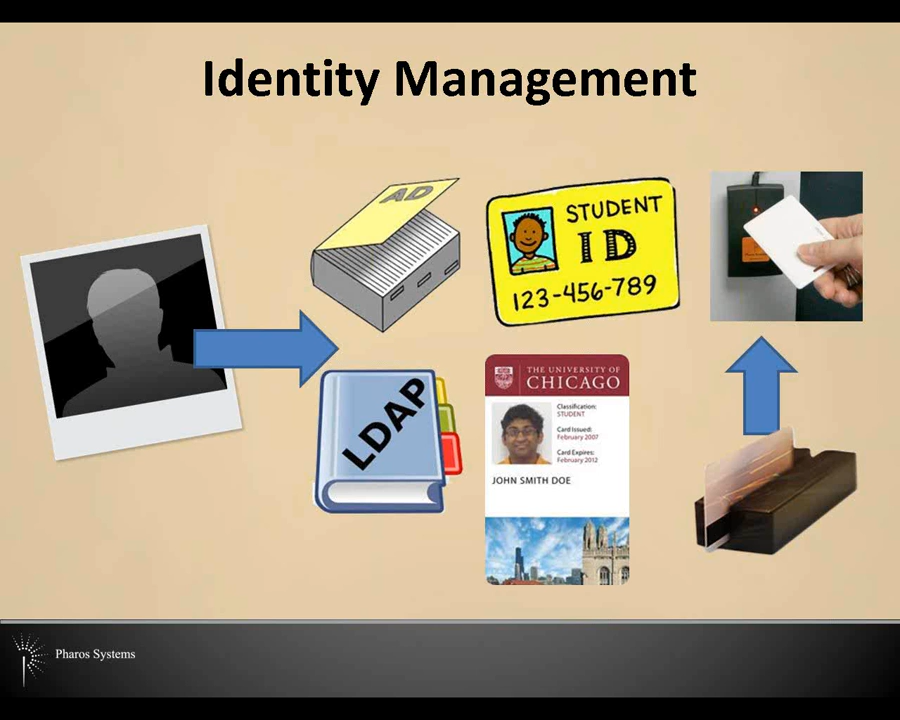 Identity Management
AD
STUDENT
ID
123-456-789
LDAP
THE UNIVERSITY OF
CHICAGO
Classification:
STUDENT
Card Issued:
February 2007
Card Expires:
February 2012
JOHN SMITH DOE
Pharos Systems